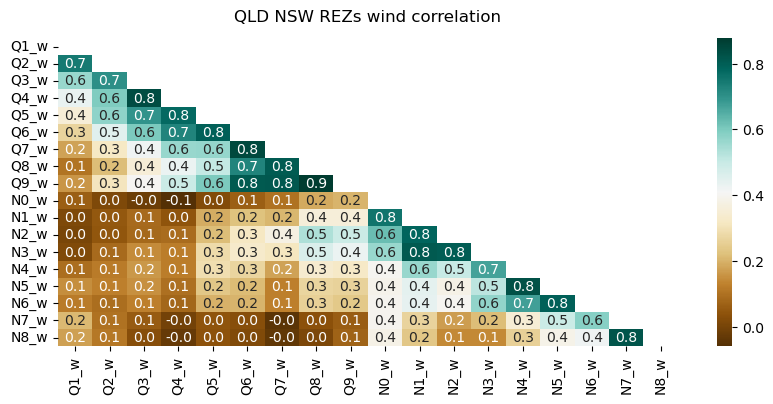 QLD NSW REZs wind correlation
Q1_w
Q2_w 0.7
Q3_w 0.6 0.7
Q4_w 0.4 0.6 0.8
Q5_w 0.4 0.6 0.7 0.8
Q6_w 0.3 0.5 0.6 0.7 0.8
Q7_w 0.2 0.3 0.4 0.6 0.6 0.8
Q8_w 0.1 0.2 0.4 0.4 0.5 0.7 0.8
Q9_w 0.2 0.3 0.4 0.5 0.6 0.8 0.8 0.9
N0_w 0.1 0.0 -0.0 -0.1 0.0 0.1 0.1 0.2 0.2
N1_w 0.0 0.0 0.1 0.0 0.2 0.2 0.2 0.4 0.4 0.8
N2_w 0.0 0.0 0.1 0.1 0.2 0.3 0.4 0.5 0.5 0.6 0.8
N3_w 0.0 0.1 0.1 0.1 0.3 0.3 0.3 0.5 0.4 0.6 0.8 0.8
N4_w 0.1 0.1 0.2 0.1 0.3 0.3 0.2 0.3 0.3 0.4 0.6 0.5 0.7
N5_w 0.1 0.1 0.2 0.1 0.2 0.2 0.1 0.3 0.3 0.4 0.4 0.4 0.5 0.8
N6_w 0.1 0.1 0.1 0.1 0.2 0.2 0.1 0.3 0.2 0.4 0.4 0.4 0.6 0.7 0.8
N7_w 0.2 0.1 0.1 -0.0 0.0 0.0 -0.0 0.0 0.1 0.4 0.3 0.2 0.2 0.3 0.5 0.6
N8_w 0.2 0.1 0.0 -0.0 0.0 0.0 -0.0 0.0 0.1 0.4 0.2 0.1 0.1 0.3 0.4 0.4 0.8
Q1_w Q2_w Q3_w Q4_w Q5_w Q6_w Q7_w Q8_w Q9_w N0_w N1_w N2_w N3_w N4_w N5_w N6_w N7_w N8_w
0.8
0.6
0.4
0.2
0.0